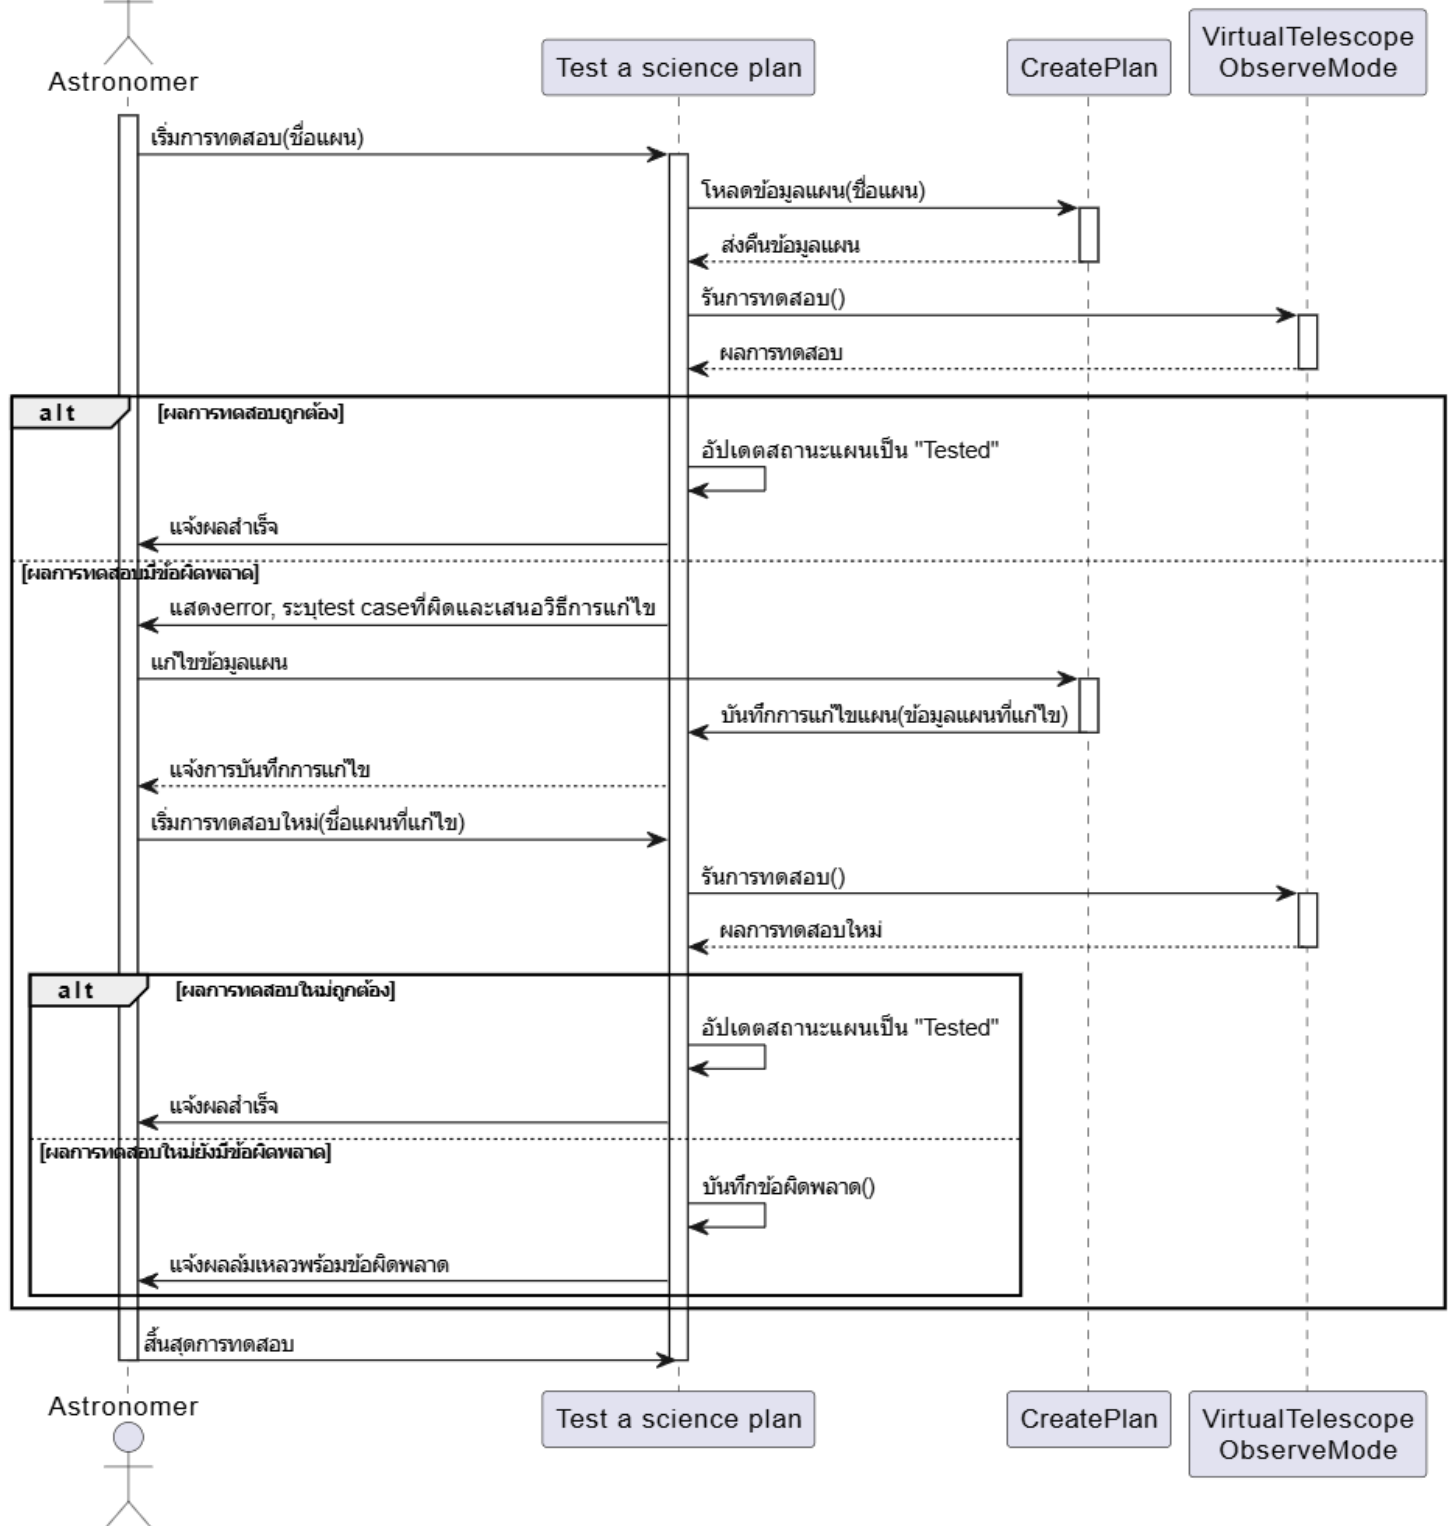 Astronomer
Test a science plan
CreatePlan
VirtualTelescope
ObserveMode
เริ่มการทดสอบ(ชื่อแผน)
โหลดข้อมูลแผน(ชื่อแผน)
ส่งคืนข้อมูลแผน
รันการทดสอบ()
ผลการทดสอบ
alt
[ผลการทดสอบถูกต้อง]
อัปเดตสถานะแผนเป็น "Tested"
แจ้งผลสำเร็จ
[ผลการทดสอบมีข้อผิดพลาด]
แสดงerror, ระบุtest caseที่ผิดและเสนอวิธีการแก้ไข
แก้ไขข้อมูลแผน
บันทึกการแก้ไขแผน(ข้อมูลแผนที่แก้ไข)
แจ้งการบันทึกการแก้ไข
เริ่มการทดสอบใหม่(ชื่อแผนที่แก้ไข)
รันการทดสอบ()
ผลการทดสอบใหม่
alt
[ผลการทดสอบใหม่ถูกต้อง]
อัปเดตสถานะแผนเป็น "Tested"
แจ้งผลสำเร็จ
[ผลการทดสอบใหม่ยังมีข้อผิดพลาด]
บันทึกข้อผิดพลาด()
แจ้งผลล้มเหลวพร้อมข้อผิดพลาด
สิ้นสุดการทดสอบ
Astronomer
Test a science plan
CreatePlan
VirtualTelescope
ObserveMode